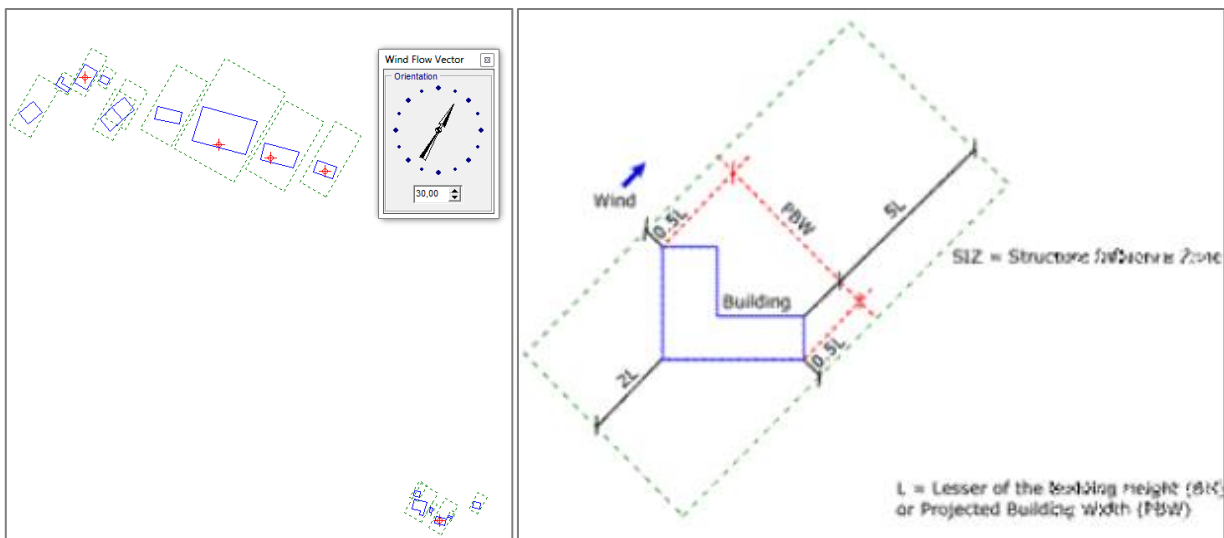 Wind Flow Vector
Orientation
30,00
Wind
0.5L
PBW
5L
SIZ = Structure
Building
0.5L
2L
L = Lesser of the Height
or Projected Building Width (PBW)